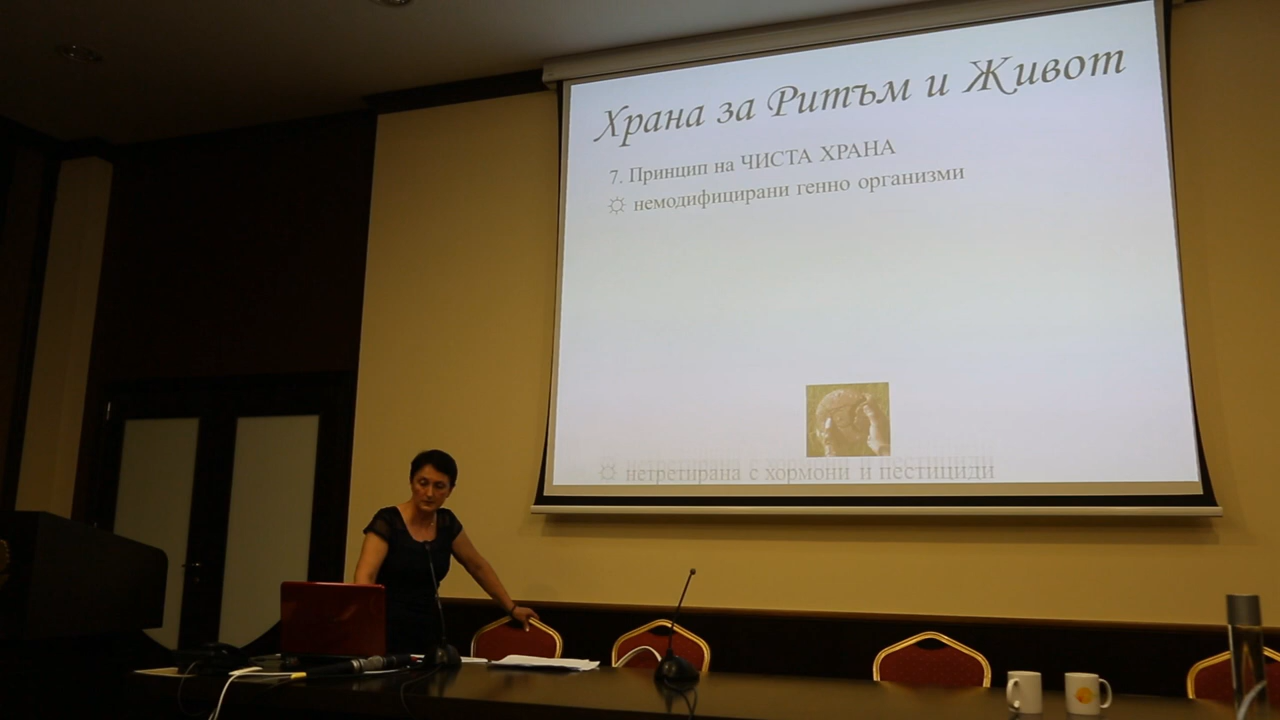 Храна за Ритъм и Живот
7. Принцип на ЧИСТА ХРАНА
☼ немодифицирани генно организми
☼ нетретирана с хормони и пестициди